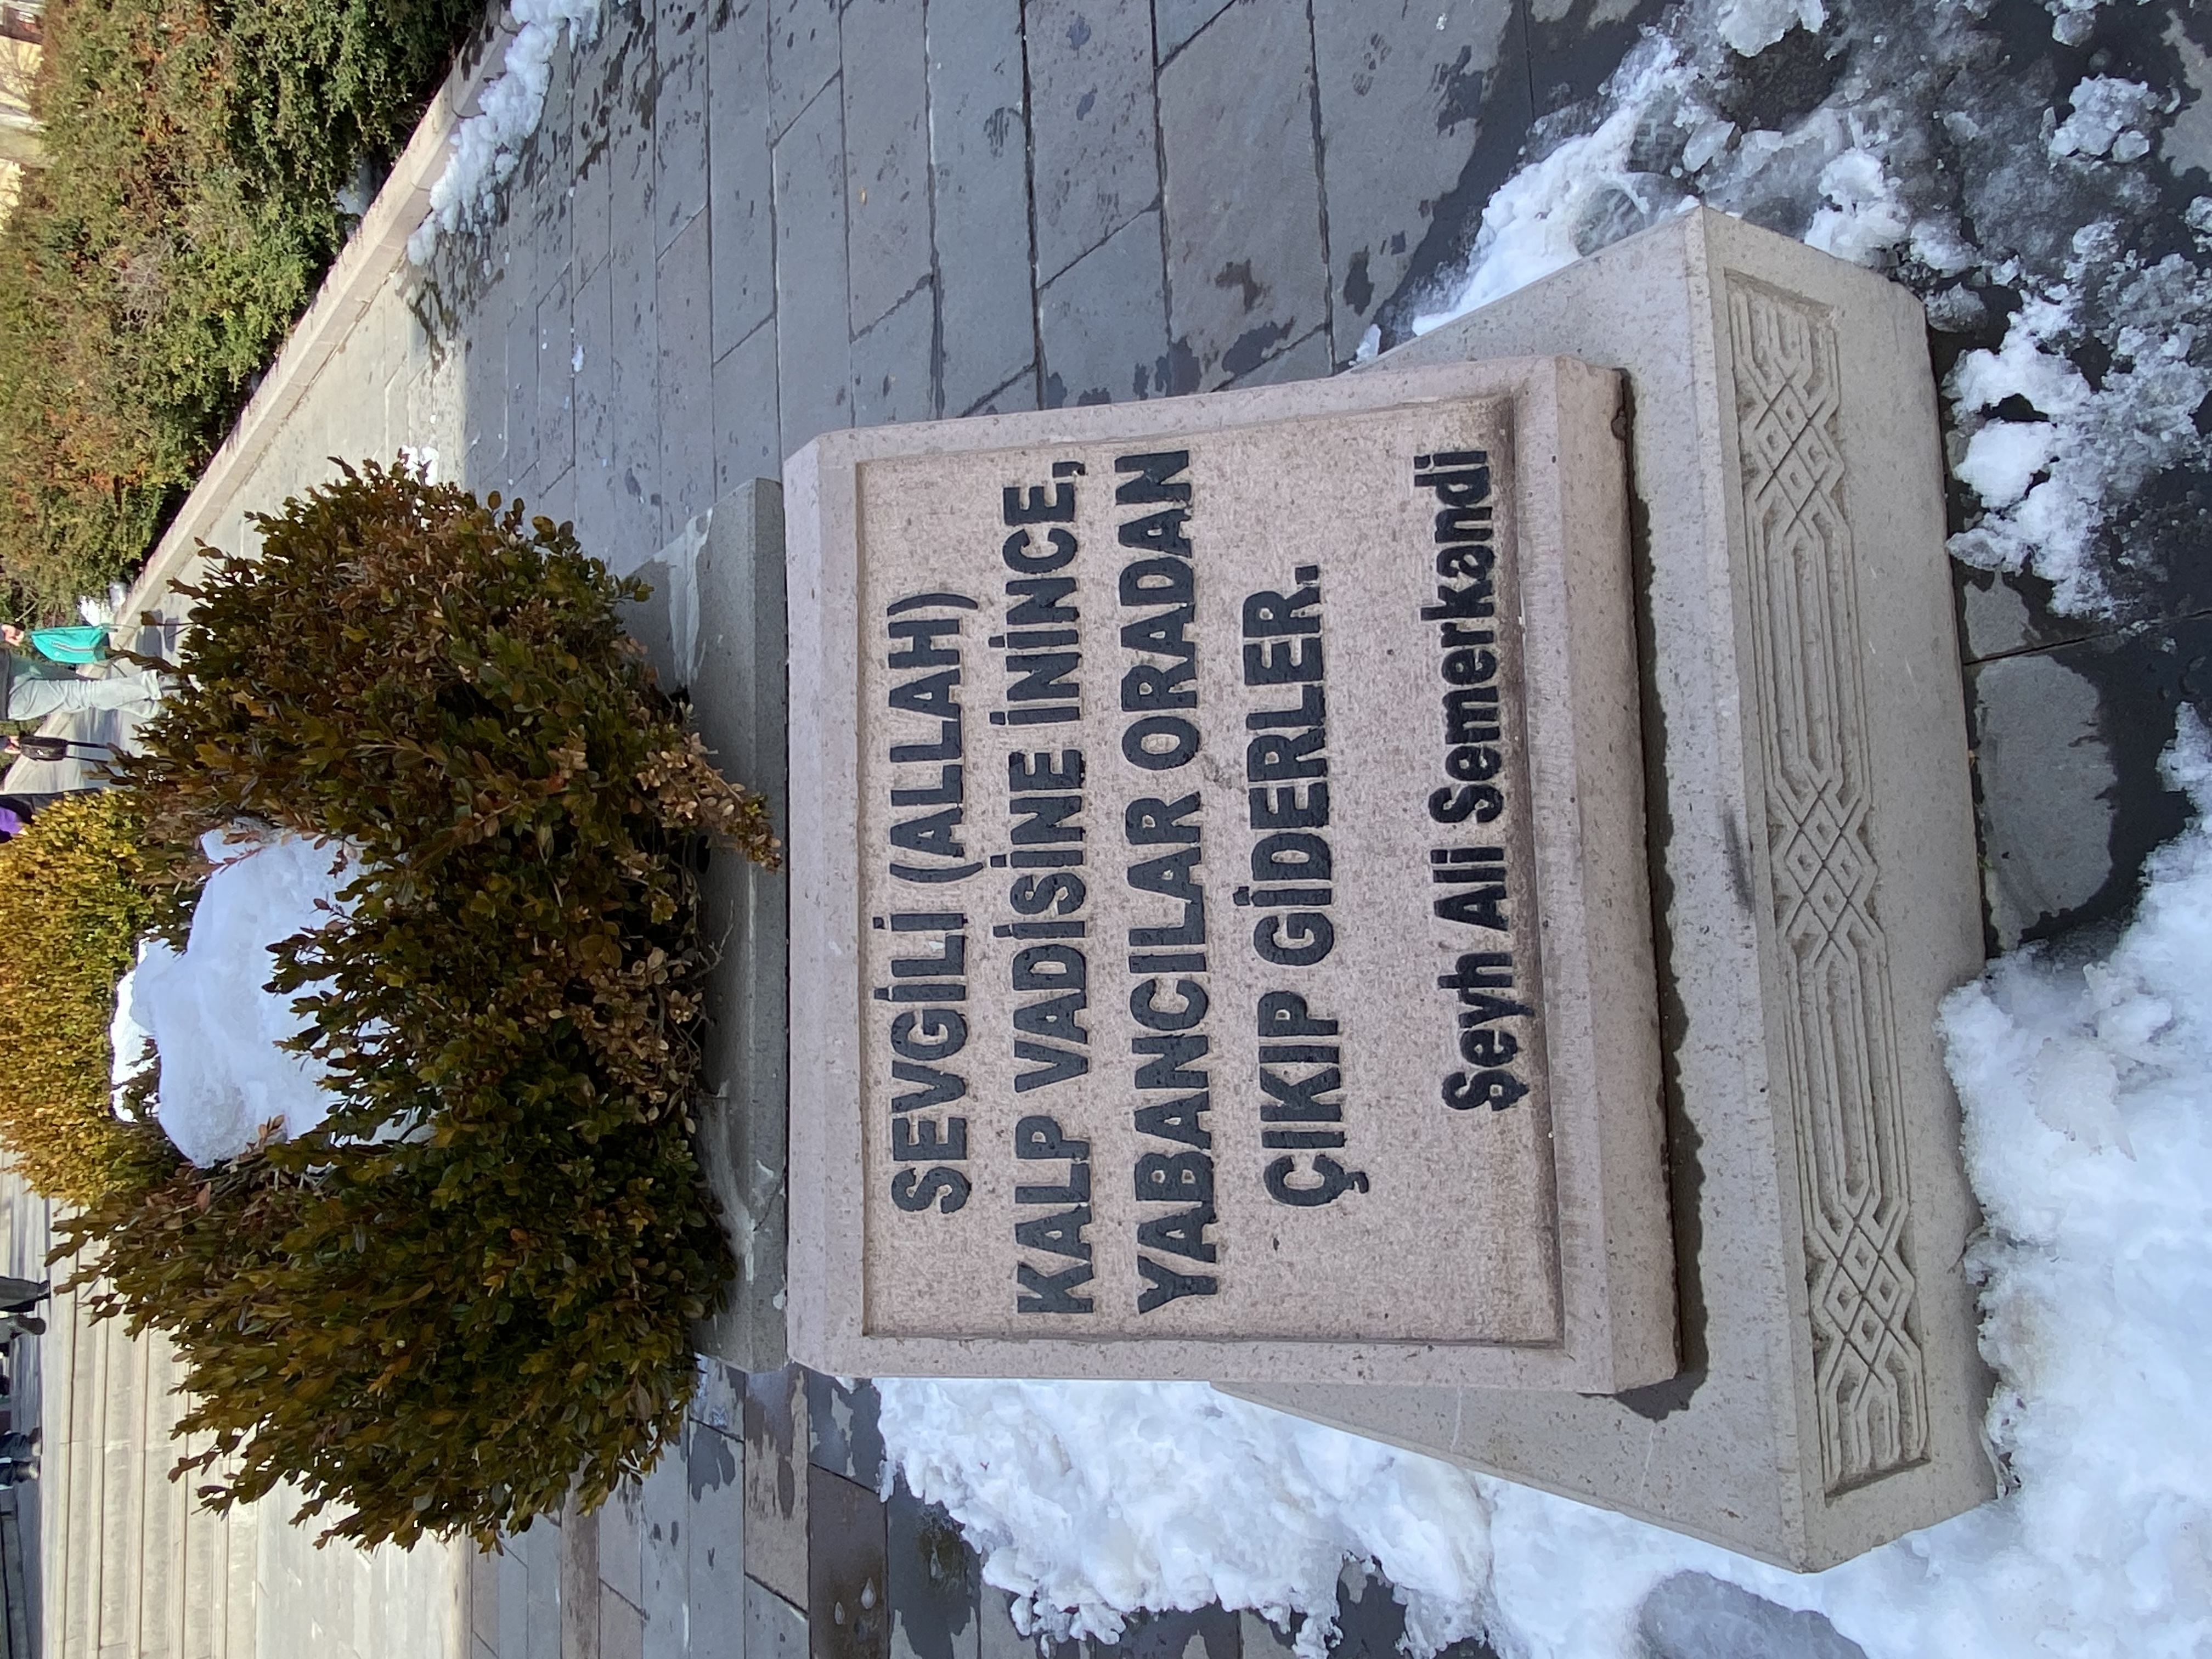 SEVGİLİ (ALLAH)
KALP VADİSİNE İNİNCE,
YABANCILAR ORADAN
ÇIKIP GİDERLER.
Şeyh Ali Semerkandi